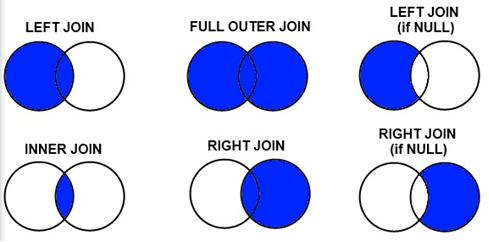 LEFT JOIN
FULL OUTER JOIN
LEFT JOIN
(if NULL)
INNER JOIN
RIGHT JOIN
RIGHT JOIN
(if NULL)